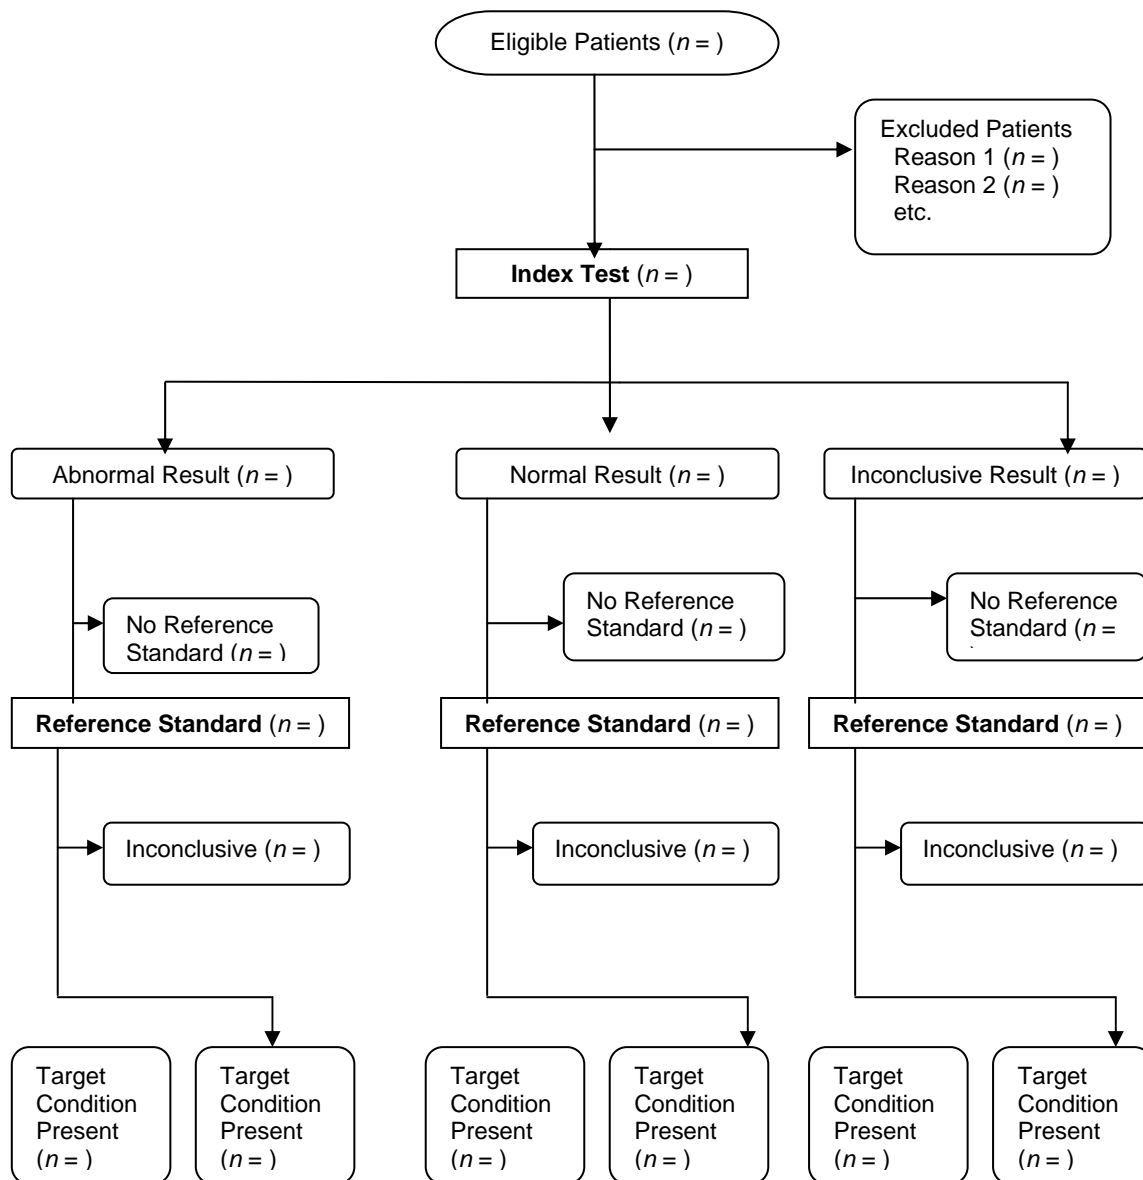 Eligible Patients (n = )
Excluded Patients
Reason 1 (n = )
Reason 2 (n = )
etc.
Index Test (n = )
Abnormal Result (n = )
Normal Result (n = )
Inconclusive Result (n = )
No Reference
Standard (n = )
No Reference
Standard (n = )
No Reference
Standard (n =
Reference Standard (n = )
Reference Standard (n = )
Reference Standard (n = )
Inconclusive (n = )
Inconclusive (n = )
Inconclusive (n = )
Target
Condition
Present
(n = )
Target
Condition
Present
(n = )
Target
Condition
Present
(n = )
Target
Condition
Present
(n = )
Target
Condition
Present
(n = )
Target
Condition
Present
(n = )